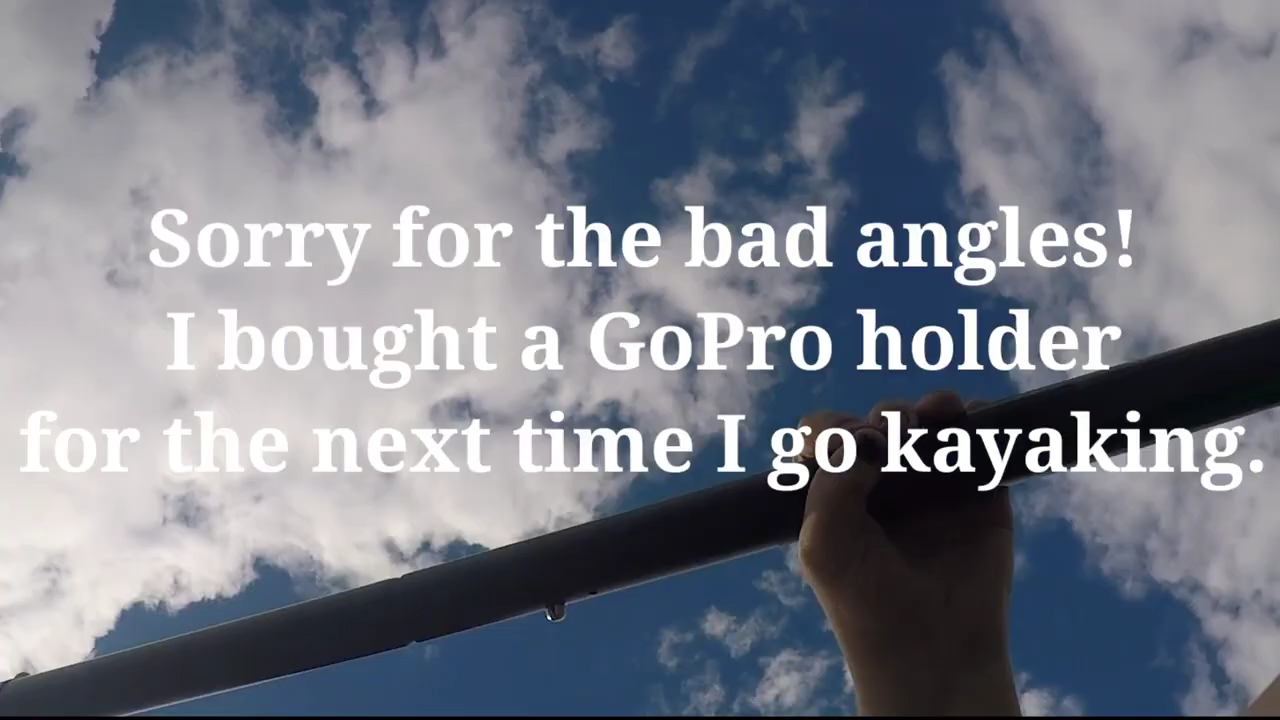 Sorry for the bad angles!
I bought a GoPro holder
for the next time I go kayaking.